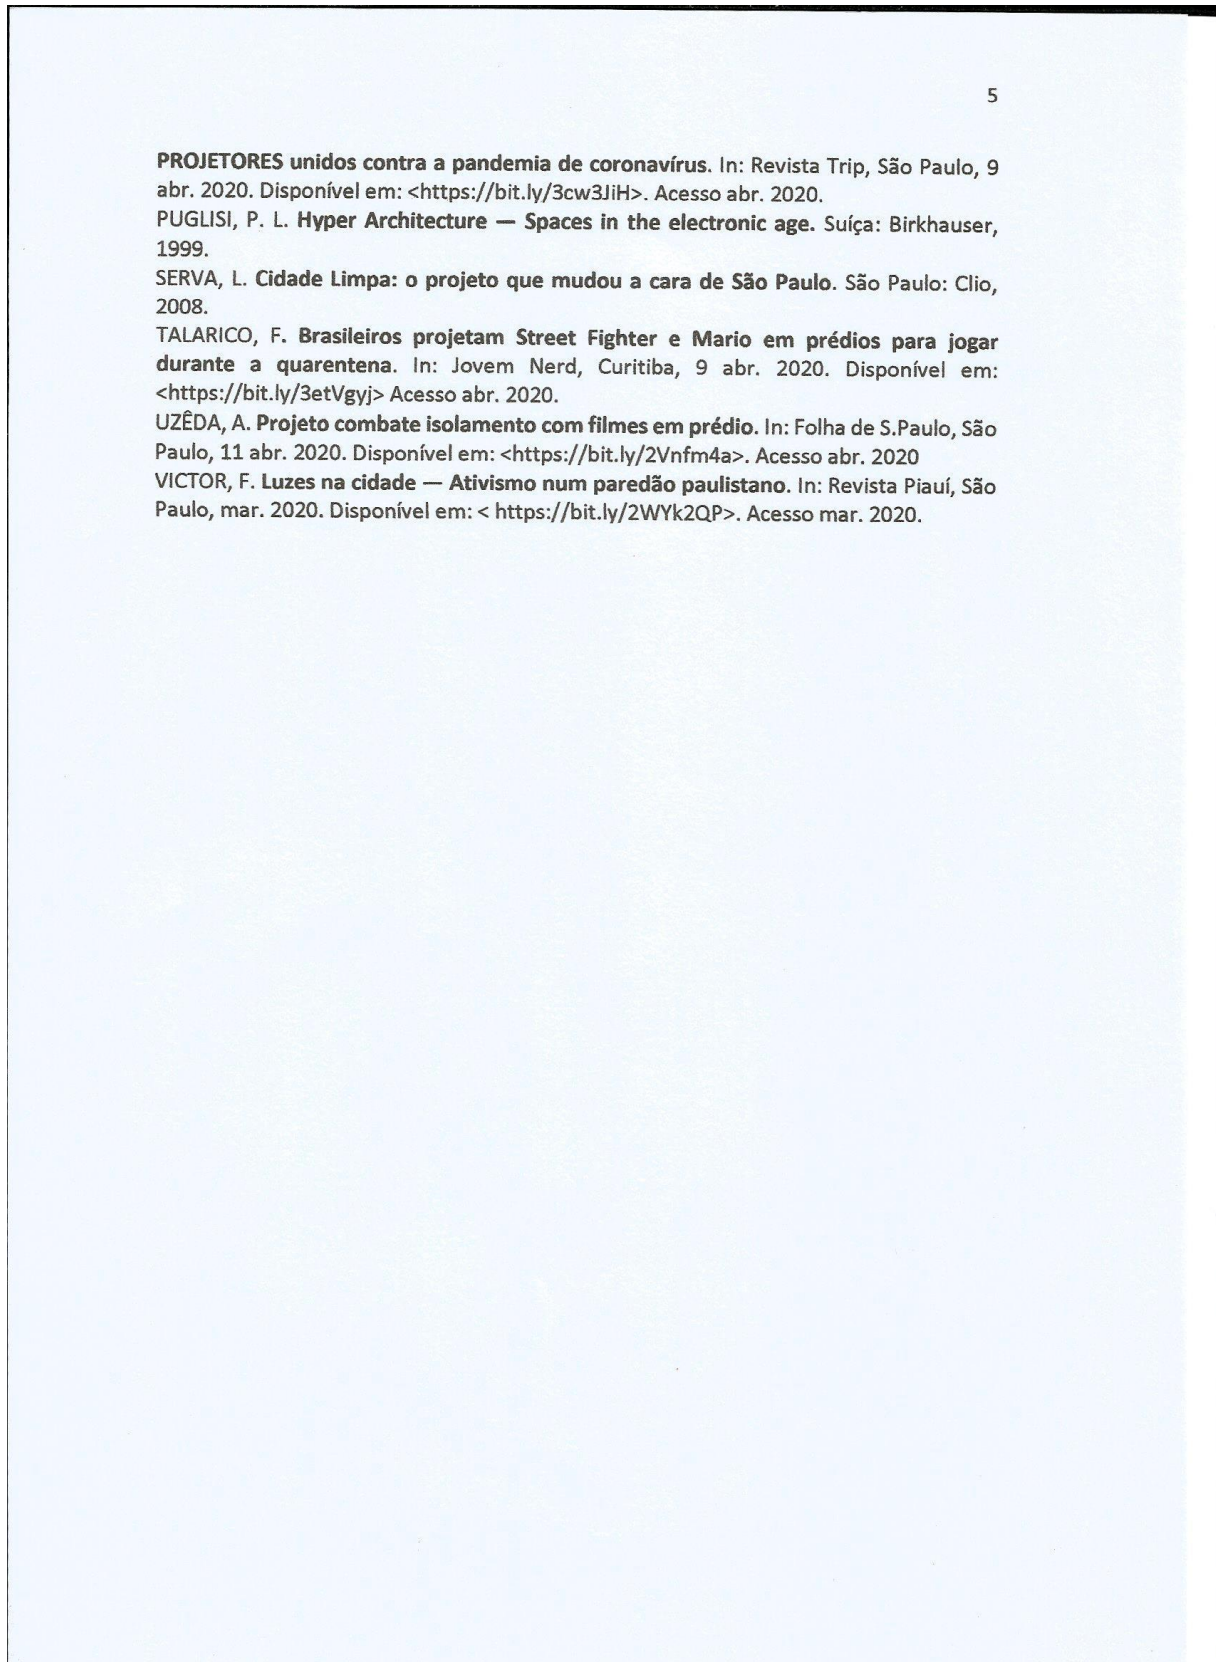 5
PROJETORES unidos contra a pandemia de coronavírus. In: Revista Trip, São Paulo, 9
abr. 2020. Disponível em: <https://bit.ly/3cw3JiH>. Acesso abr. 2020.
PUGLISI, P. L. Hyper Architecture — Spaces in the electronic age. Suíça: Birkhauser,
1999.
SERVA, L. Cidade Limpa: o projeto que mudou a cara de São Paulo. São Paulo: Clio,
2008.
TALARICO, F. Brasileiros projetam Street Fighter e Mario em prédios para jogar
durante a quarentena. In: Jovem Nerd, Curitiba, 9 abr. 2020. Disponível em:
<https://bit.ly/3etVgyj> Acesso abr. 2020.
UZÊDA, A. Projeto combate isolamento com filmes em prédio. In: Folha de S.Paulo, São
Paulo, 11 abr. 2020. Disponível em: <https://bit.ly/2Vnfm4a>. Acesso abr. 2020
VICTOR, F. Luzes na cidade — Ativismo num paredão paulistano. In: Revista Piauí, São
Paulo, mar. 2020. Disponível em: < https://bit.ly/2WYk2QP>. Acesso mar. 2020.